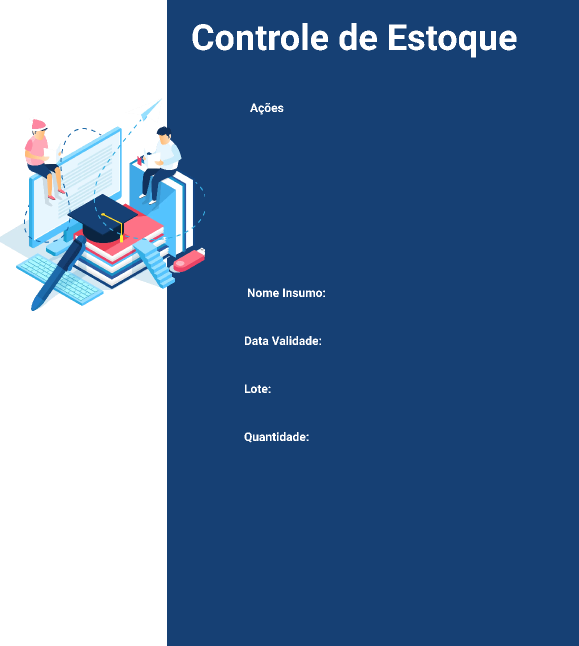 Controle de Estoque
Ações
Nome Insumo:
Data Validade:
Lote:
Quantidade: